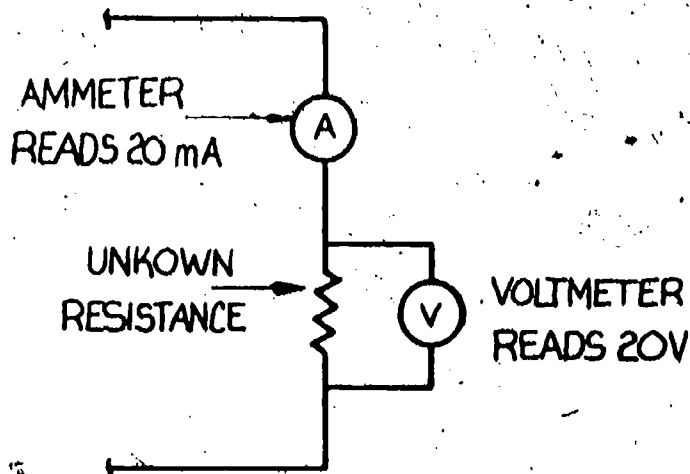 AMMETER
READS 20 mA
A
UNKOWN
RESISTANCE
V
VOLTMETER
READS 20V